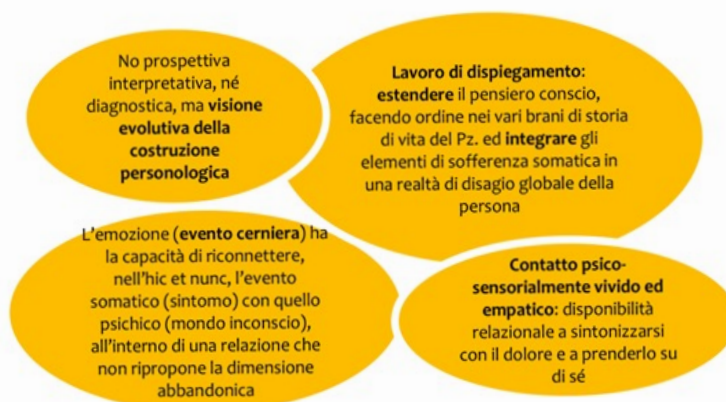 No prospettiva
interpretativa, né
diagnostica, ma visione
evolutiva della
costruzione
personologica
Lavoro di dispiegamento:
estendere il pensiero conscio,
facendo ordine nei vari brani di storia
di vita del Pz. ed integrare gli
elementi di sofferenza somatica in
una realtà di disagio globale della
persona
L'emozione (evento cerniera) ha
la capacità di riconnettere,
nell'hic et nunc, l'evento
somatico (sintomo) con quello
psichico (mondo inconscio),
all'interno di una relazione che
non ripropone la dimensione
abbandonica
Contatto psico-
sensorialmente vivido ed
empatico: disponibilità
relazionale a sintonizzarsi
con il dolore e a prenderlo su
di sé